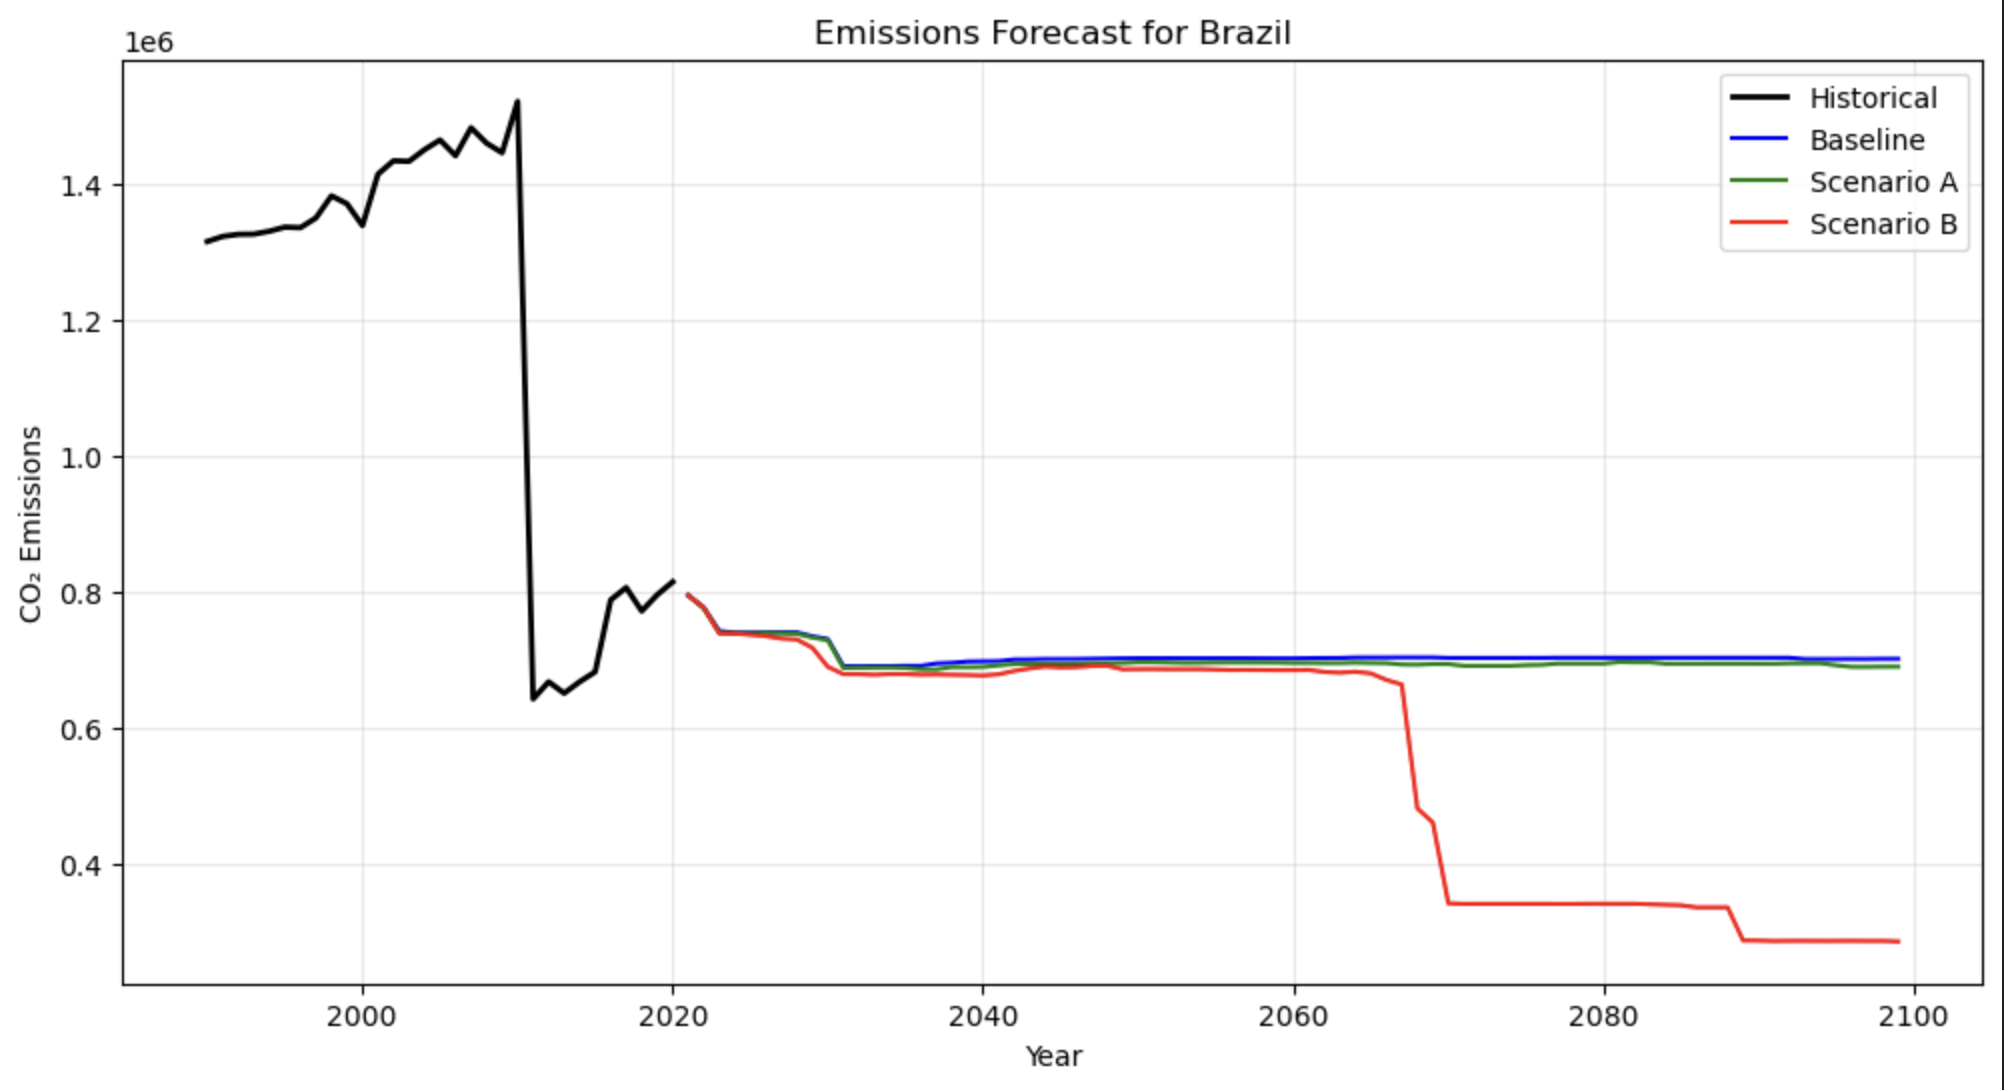 Emissions Forecast for Brazil
1e6
Historical
Baseline
Scenario A
Scenario B
1.4
1.2
1.0
0.8
0.6
0.4
CO₂ Emissions
2000 2020 2040 2060 2080 2100
Year